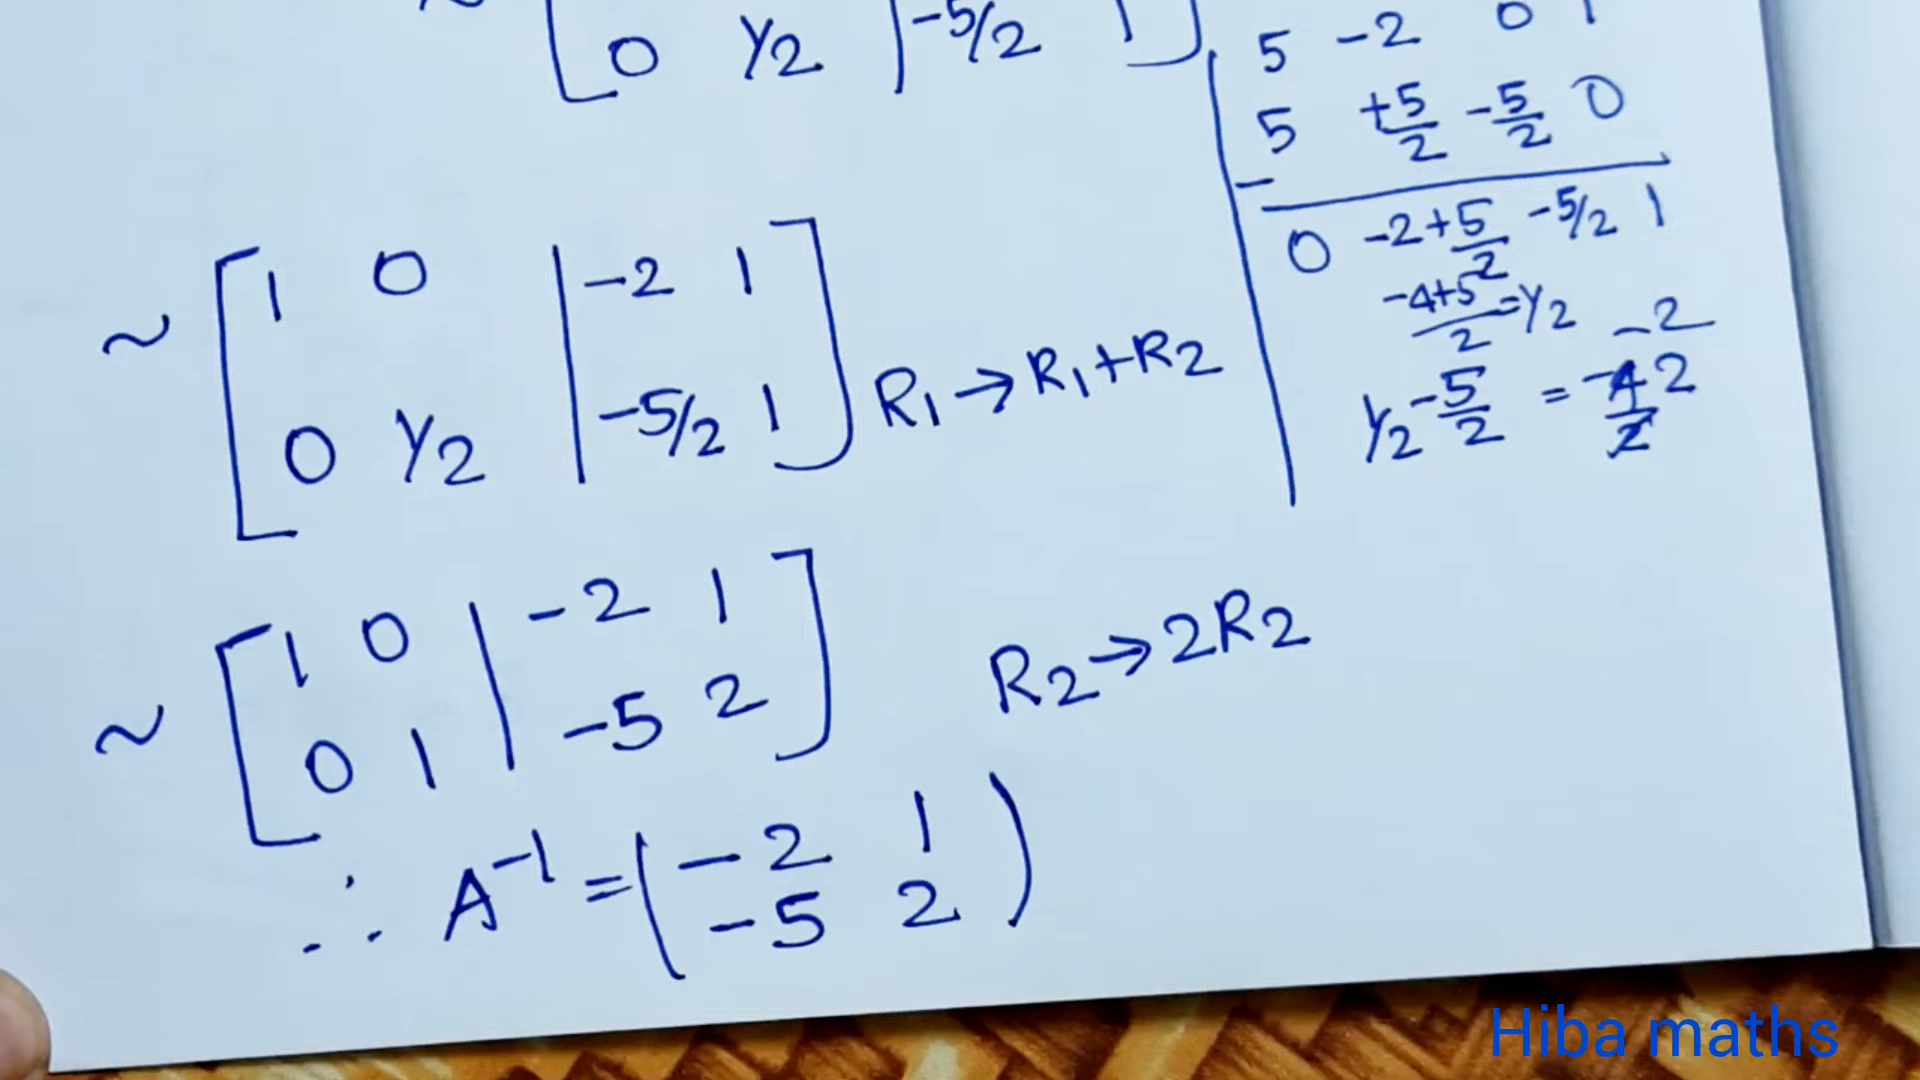 ~ [ 0 1/2 | -5/2 1 ]
~ [ 1 0 | -2 1 ]
[ 0 1/2 | -5/2 1 ] R1 → R1 + R2
~ [ 1 0 | -2 1 ]
[ 0 1 | -5 2 ] R2 → 2R2
∴ A^-1 = ( -2 1
-5 2 )
5 -2 0 1
5 +5/2 -5/2 0
-
0 -2+5/2 -5/2 1
-4+5/2 = 1/2
-2
1/2 -5/2 = -4/2 2
Hiba maths